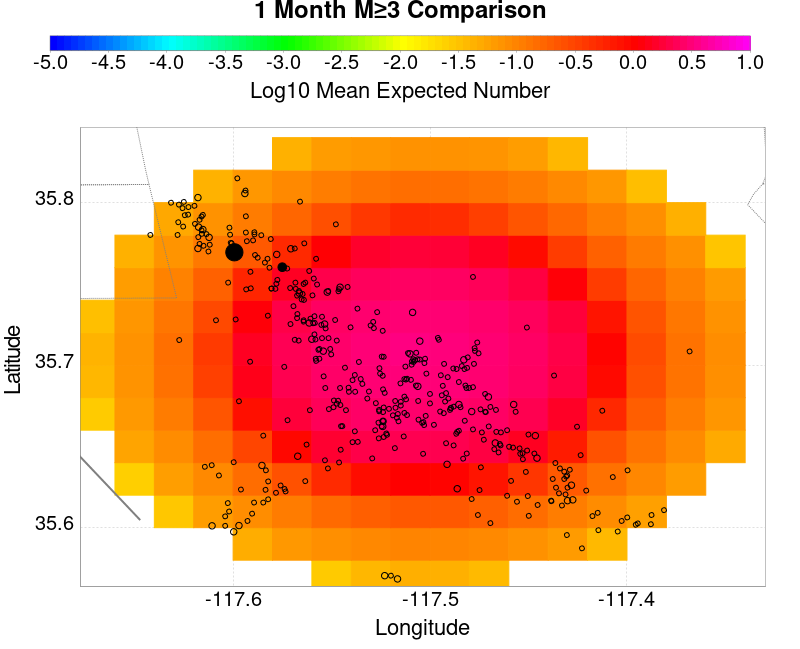 1 Month M≥3 Comparison
-5.0 -4.5 -4.0 -3.5 -3.0 -2.5 -2.0 -1.5 -1.0 -0.5 0.0 0.5 1.0
Log10 Mean Expected Number
35.8
35.7
35.6
Latitude
-117.6 -117.5 -117.4
Longitude